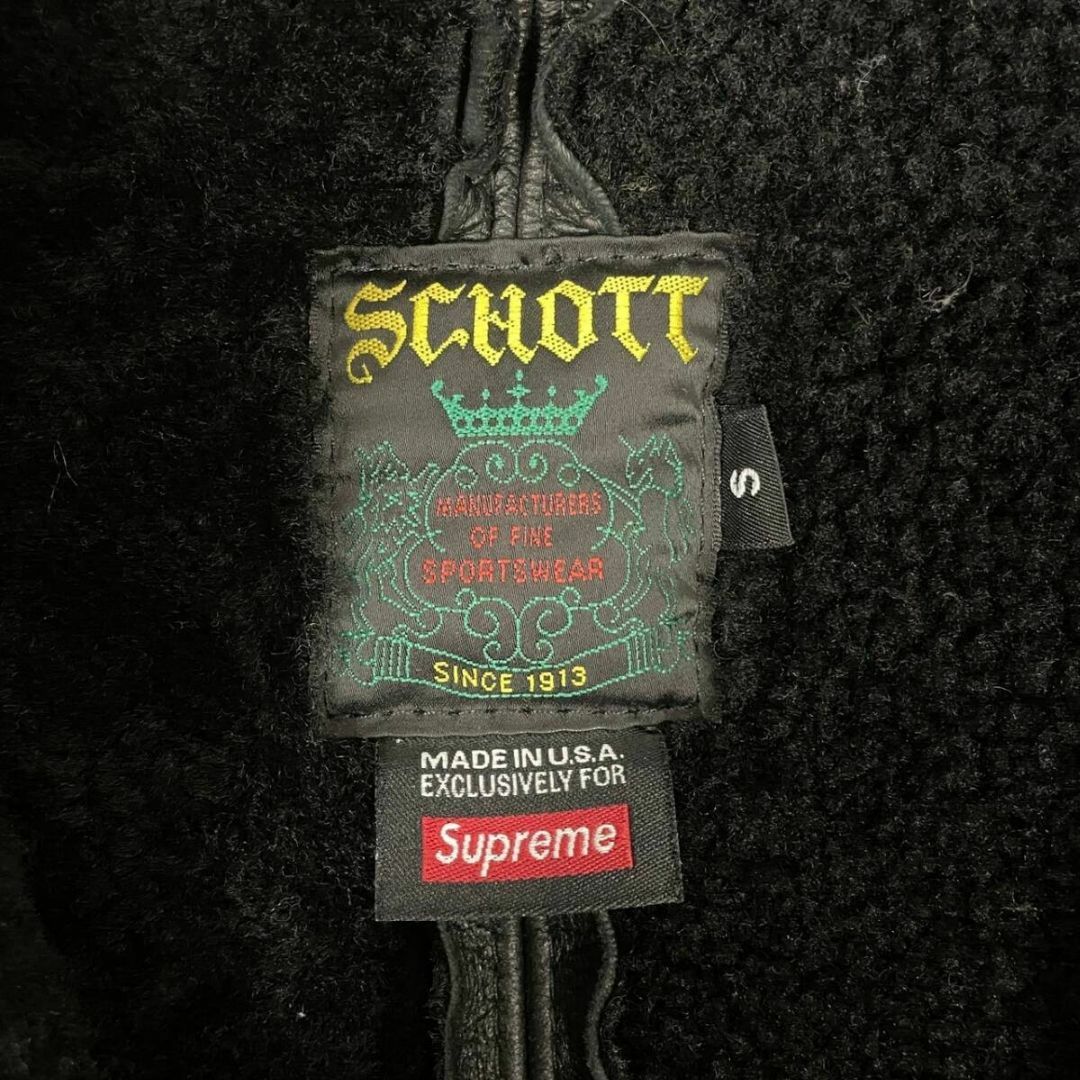 SCHOTT
MANUFACTURERS
OF FINE
SPORTSWEAR
SINCE 1913
S
MADE IN U.S.A.
EXCLUSIVELY FOR
Supreme